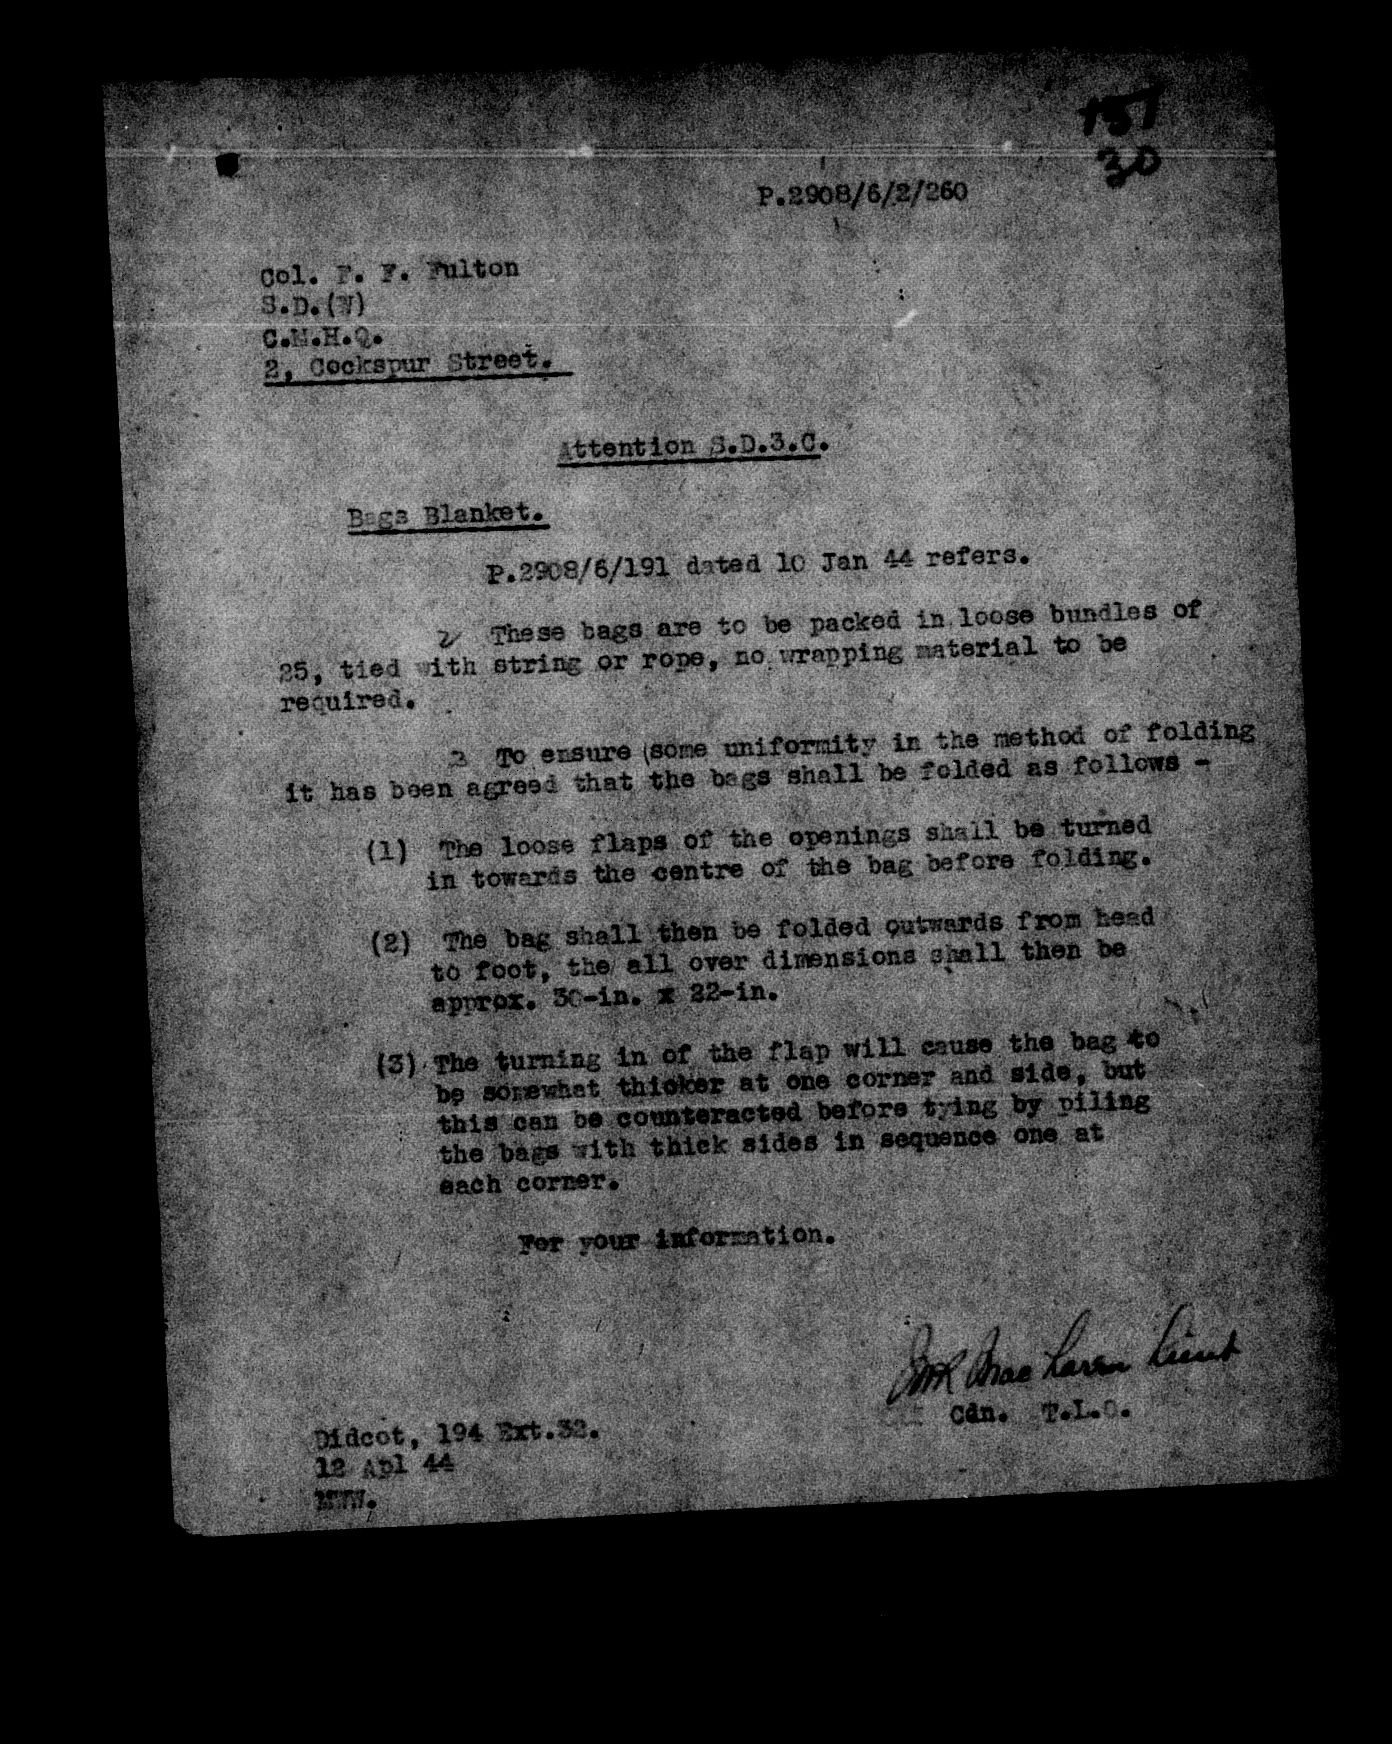 151
30
P.2908/6/2/260
Col. F. F. Fulton
S.D.(W)
C.M.H.Q.
2, Cockspur Street.
Attention S.D.3.C.
Bags Blanket.
P.2908/6/191 dated 10 Jan 44 refers.
2 These bags are to be packed in loose bundles of
25, tied with string or rope, no wrapping material to be
required.
3 To ensure (some uniformity in the method of folding
it has been agreed that the bags shall be folded as follows -
(1) The loose flaps of the openings shall be turned
in towards the centre of the bag before folding.
(2) The bag shall then be folded outwards from head
to foot, the all over dimensions shall then be
approx. 30-in. x 22-in.
(3) The turning in of the flap will cause the bag to
be somewhat thicker at one corner and side, but
this can be counteracted before tying by piling
the bags with thick sides in sequence one at
each corner.
For your information.
MacLaren Lieut
Cdn. T.L.O.
Didcot, 194 Ext.32.
12 Apl 44
MWW.